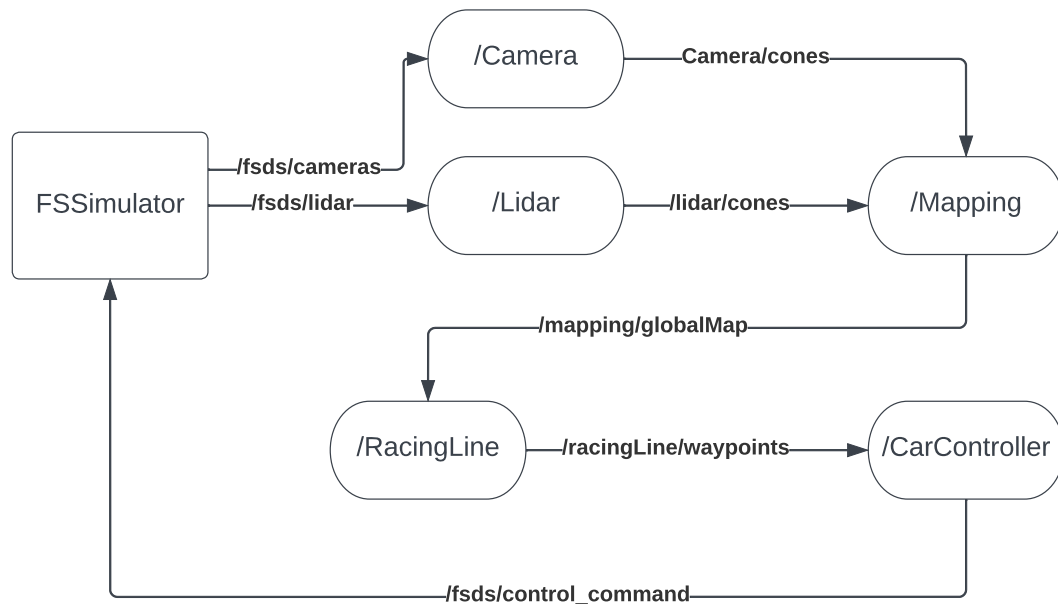 /Camera
Camera/cones
/fsds/cameras
FSSimulator
/fsds/lidar
/Lidar
/lidar/cones
/Mapping
/mapping/globalMap
/RacingLine
/racingLine/waypoints
/CarController
/fsds/control_command